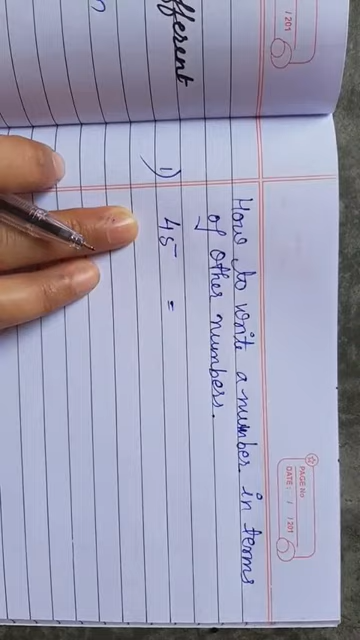 / 201
fferent
n
PAGE No
DATE: / / 201
How to write a number in terms
of other numbers.
1) 45 =